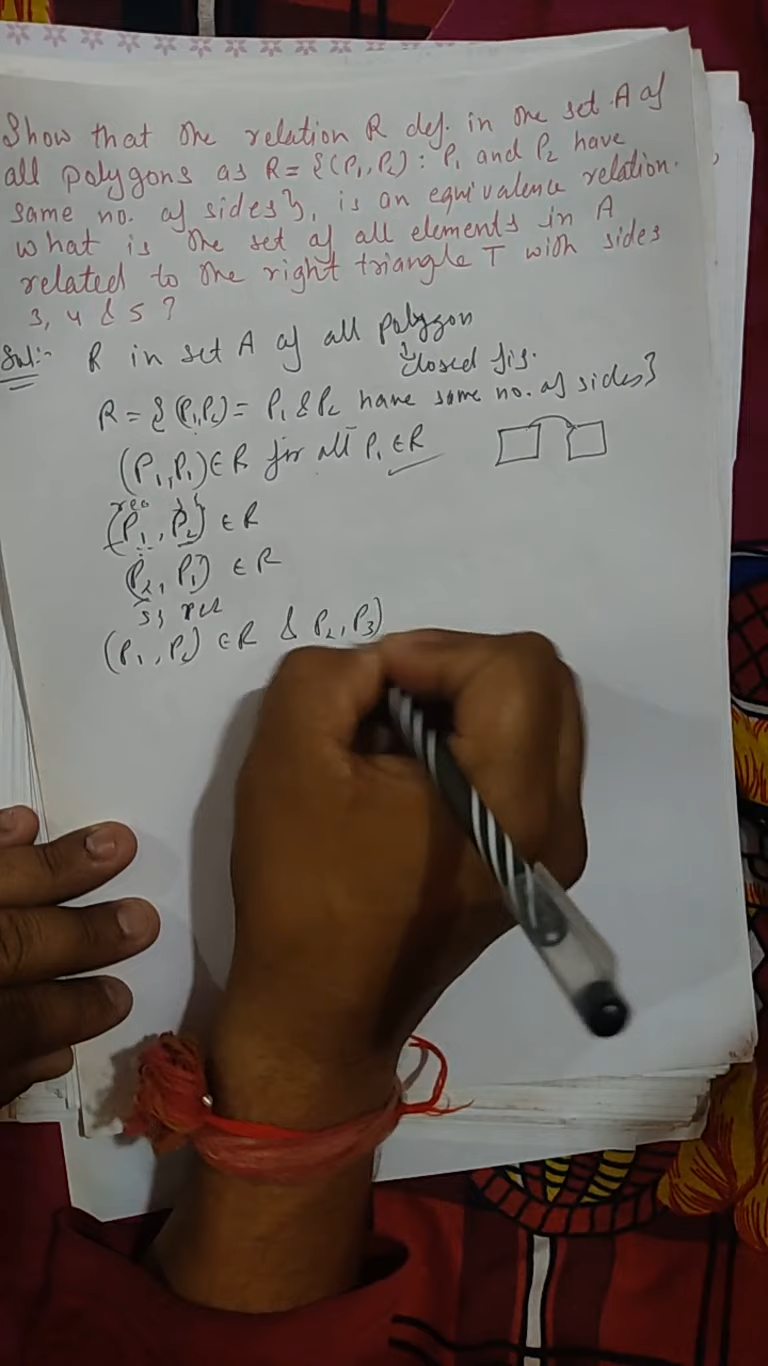 Show that the relation R def. in the set A of
all polygons as R = {(P1, P2) : P1 and P2 have
same no. of sides}, is an equivalence relation.
what is the set of all elements in A
related to the right triangle T with sides
3, 4 & 5 ?
Sol:- R in set A of all polygon
closed fig.
R = {(P1, P2) = P1 & P2 have same no. of sides}
(P1, P1) ∈ R for all P1 ∈ R
(P1, P2) ∈ R
(P2, P1) ∈ R
(P1, P2) ∈ R & P2, P3)